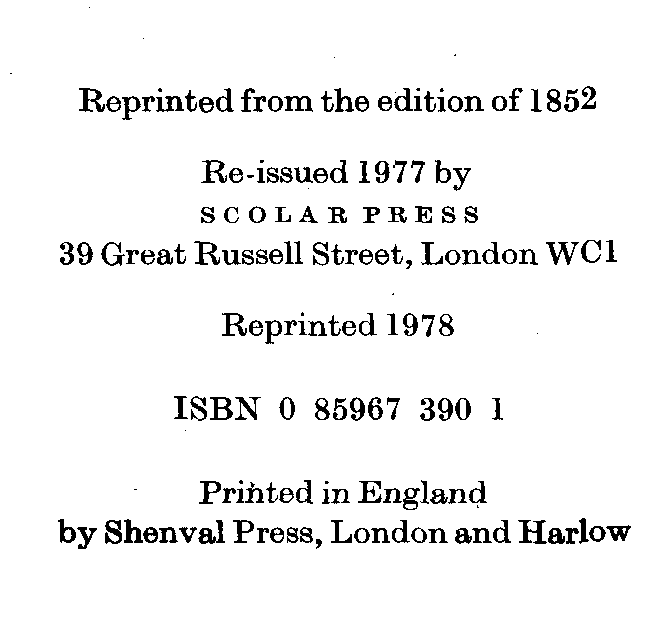 Reprinted from the edition of 1852
Re-issued 1977 by
SCOLAR PRESS
39 Great Russell Street, London WC1
Reprinted 1978
ISBN 0 85967 390 1
Printed in England
by Shenval Press, London and Harlow